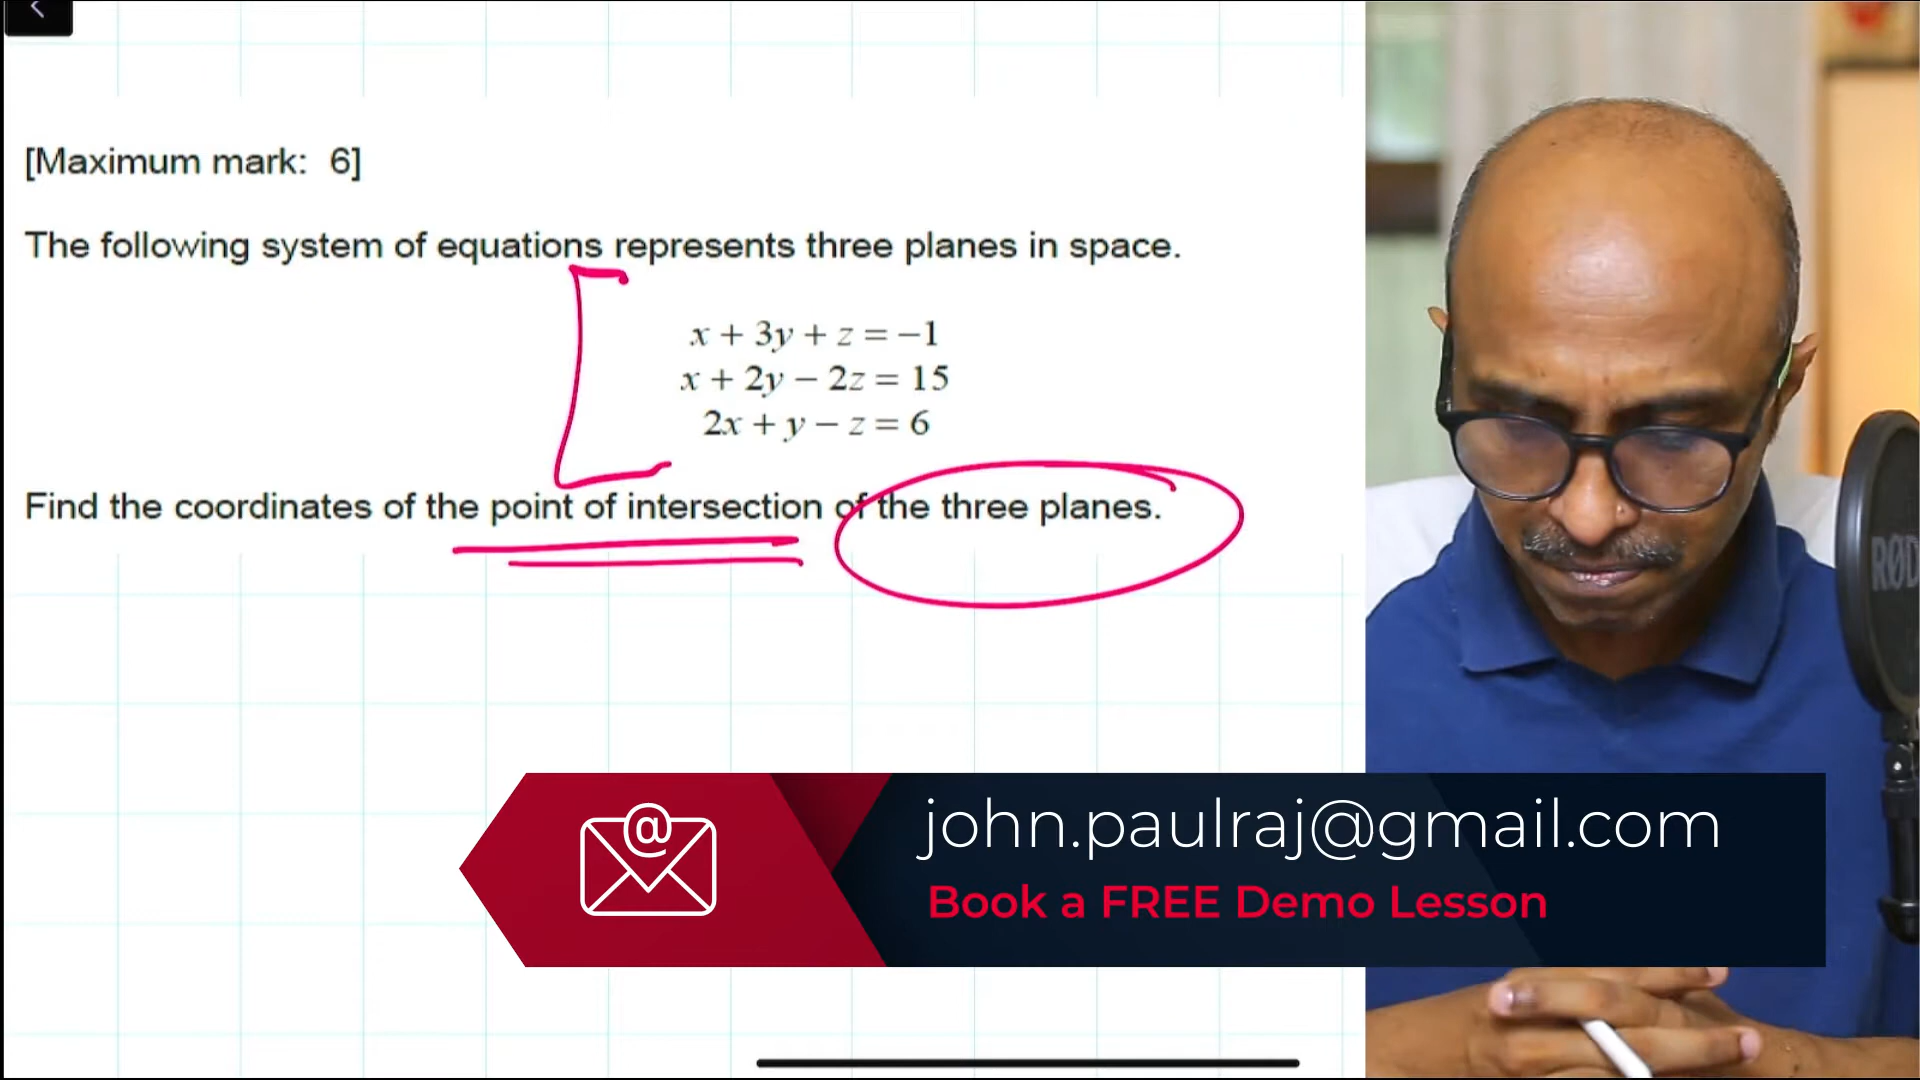 [Maximum mark: 6]
The following system of equations represents three planes in space.
x + 3y + z = −1
x + 2y − 2z = 15
2x + y − z = 6
Find the coordinates of the point of intersection of the three planes.
RØD
john.paulraj@gmail.com
Book a FREE Demo Lesson